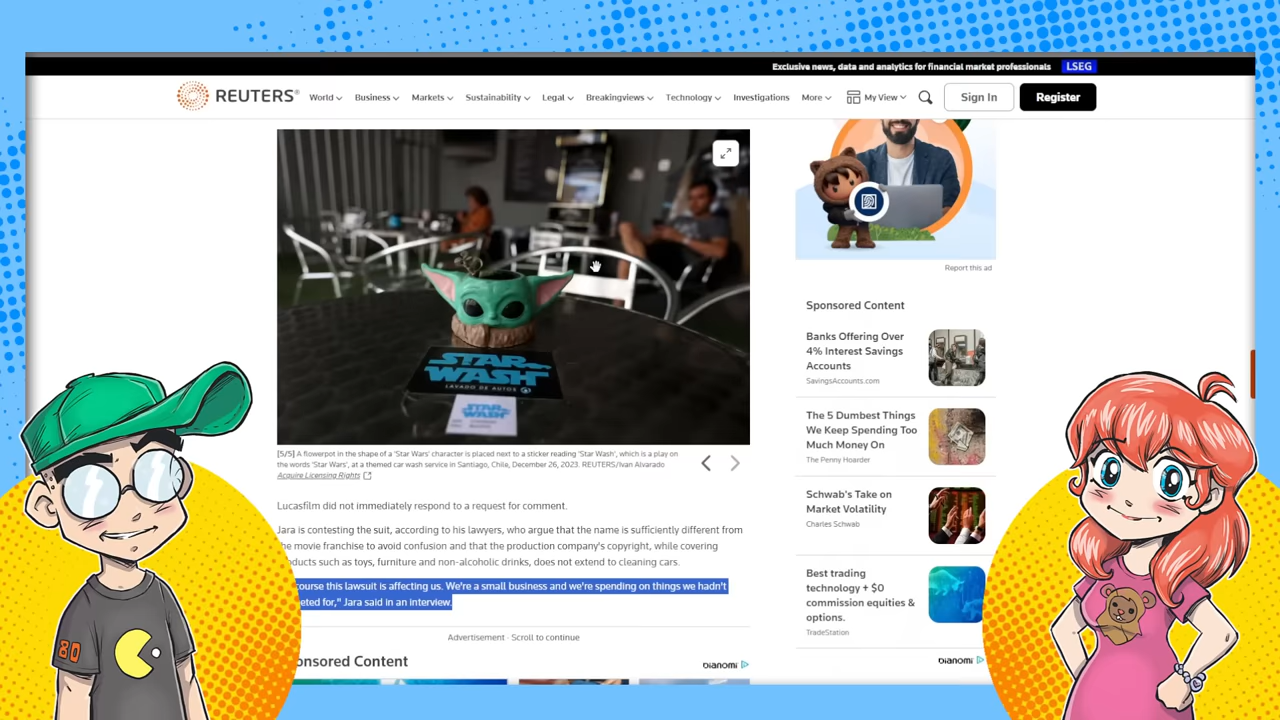 Exclusive news, data and analytics for financial market professionals LSEG
REUTERS®
World Business Markets Sustainability Legal Breakingviews Technology Investigations More My View Sign In Register
STAR
WASH
LAVADO DE AUTOS
STAR
WASH
[5/5] A flowerpot in the shape of a 'Star Wars' character is placed next to a sticker reading 'Star Wash', which is a play on
the words 'Star Wars', at a themed car wash service in Santiago, Chile, December 26, 2023. REUTERS/Ivan Alvarado
Acquire Licensing Rights
Lucasfilm did not immediately respond to a request for comment.
Jara is contesting the suit, according to his lawyers, who argue that the name is sufficiently different from
the movie franchise to avoid confusion and that the production company's copyright, while covering
products such as toys, furniture and non-alcoholic drinks, does not extend to cleaning cars.
course this lawsuit is affecting us. We're a small business and we're spending on things we hadn't
eted for," Jara said in an interview.
Advertisement · Scroll to continue
onsored Content
DIANOMI
Report this ad
Sponsored Content
Banks Offering Over
4% Interest Savings
Accounts
SavingsAccounts.com
The 5 Dumbest Things
We Keep Spending Too
Much Money On
The Penny Hoarder
Schwab's Take on
Market Volatility
Charles Schwab
Best trading
technology + $0
commission equities &
options.
TradeStation
DIANOMI
80